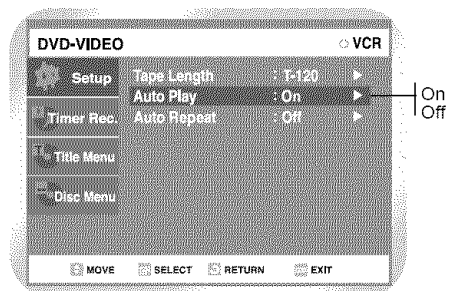 DVD-VIDEO VCR
Setup Tape Length : T-120
Auto Play : On
On
Off
Timer Rec. Auto Repeat : Off
Title Menu
Disc Menu
MOVE SELECT RETURN EXIT